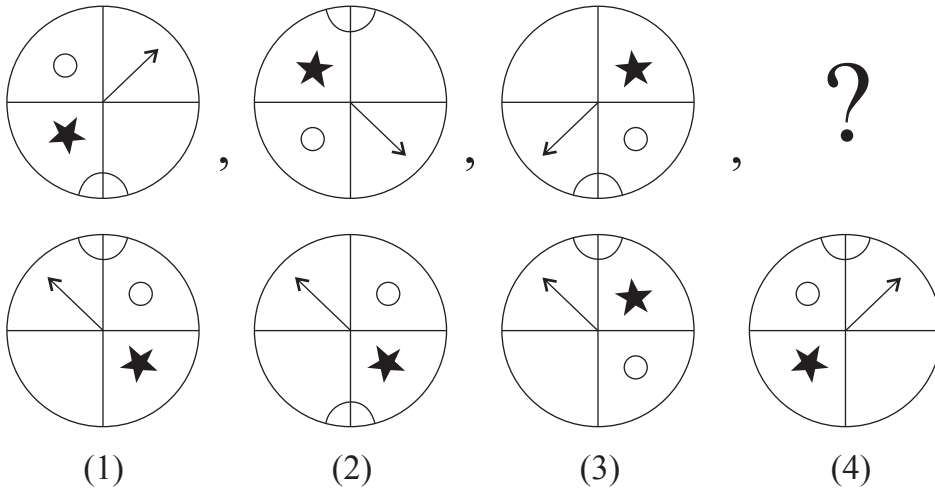 , , , ?
(1) (2) (3) (4)